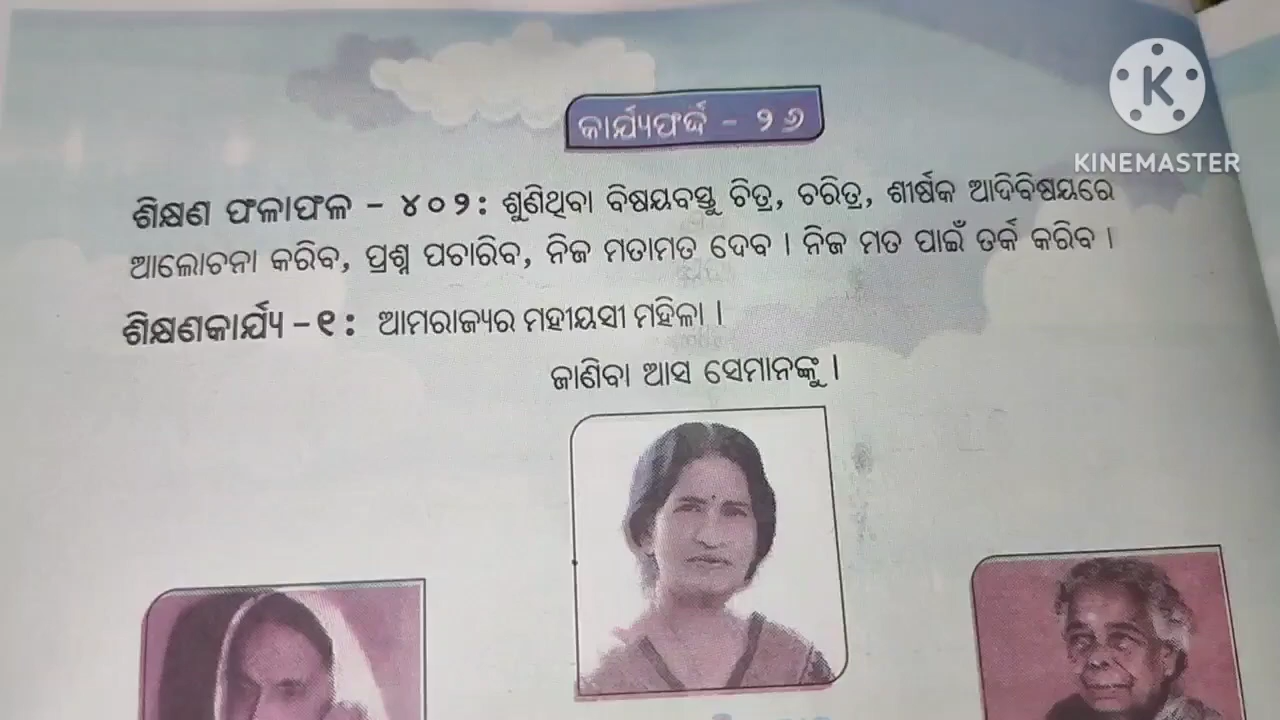 କାର୍ଯ୍ୟଫର୍ଦ୍ଦ - ୨୬
KINEMASTER
ଶିକ୍ଷଣ ଫଳାଫଳ - ୪୦୨: ଶୁଣିଥିବା ବିଷୟବସ୍ତୁ ଚିତ୍ର, ଚରିତ୍ର, ଶୀର୍ଷକ ଆଦିବିଷୟରେ
ଆଲୋଚନା କରିବ, ପ୍ରଶ୍ନ ପଚାରିବ, ନିଜ ମତାମତ ଦେବ । ନିଜ ମତ ପାଇଁ ତର୍କ କରିବ ।
ଶିକ୍ଷଣକାର୍ଯ୍ୟ - ୧: ଆମରାଜ୍ୟର ମହୀୟସୀ ମହିଳା ।
ଜାଣିବା ଆସ ସେମାନଙ୍କୁ ।